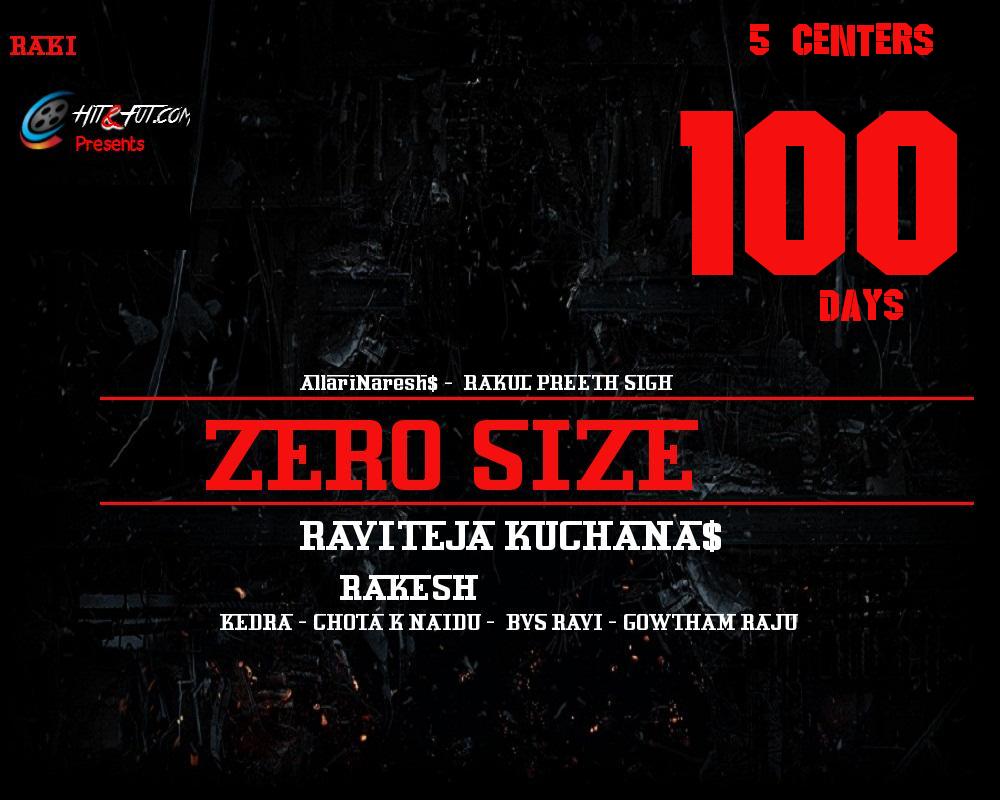 RAKI
5 CENTERS
HIT&FUT.COM
Presents
100
DAYS
AllariNaresh$ - RAKUL PREETH SIGH
ZERO SIZE
RAVITEJA KUCHANA$
RAKESH
KEDRA - CHOTA K NAIDU - BVS RAVI - GOWTHAM RAJU